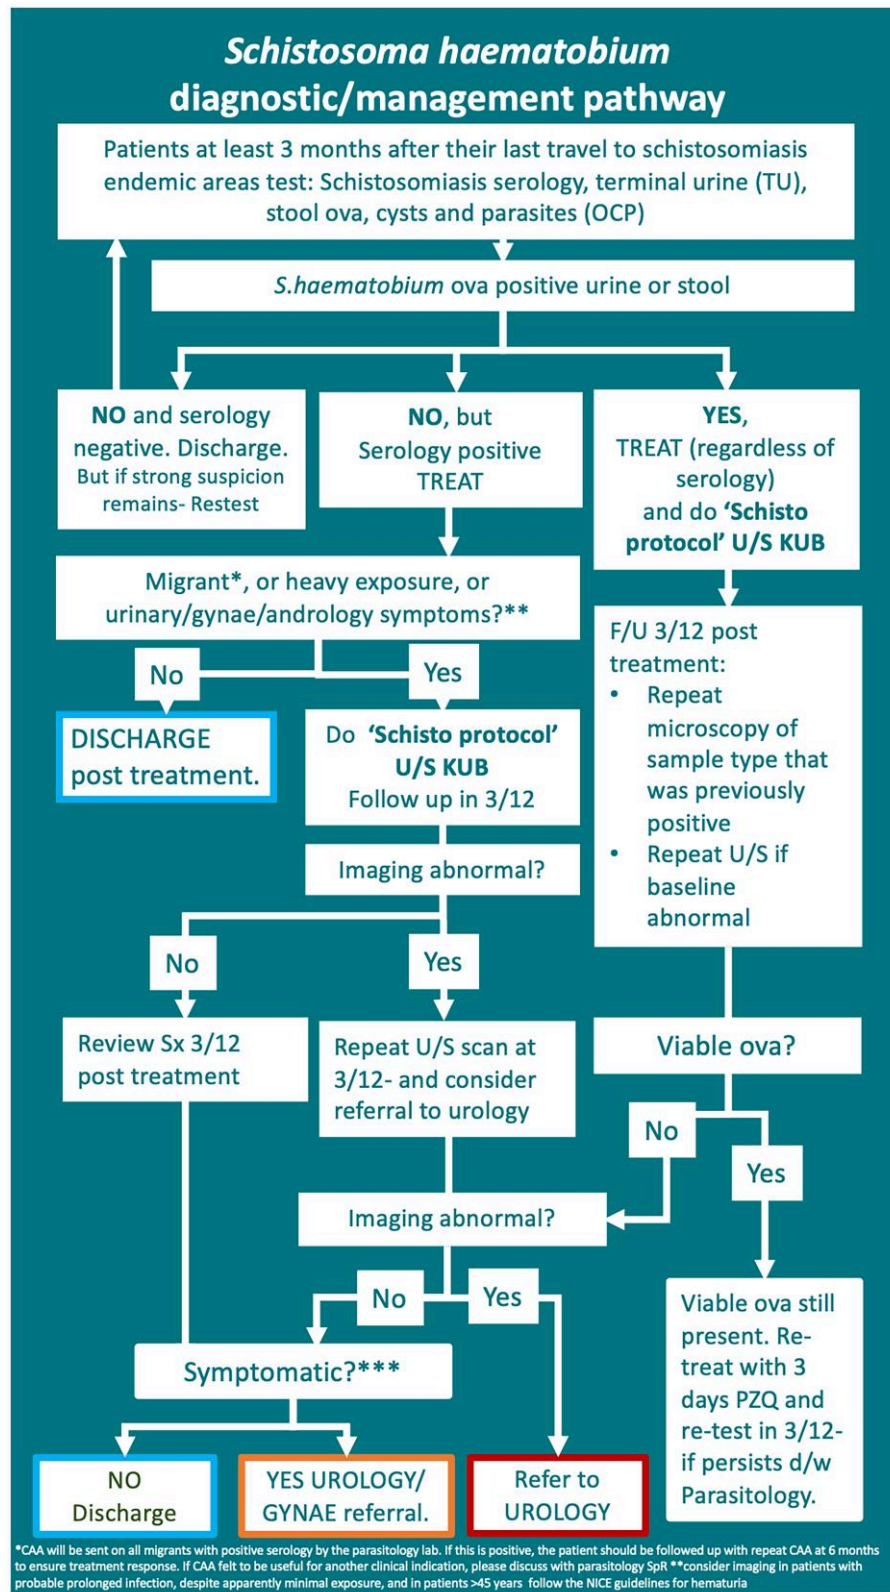 Schistosoma haematobium
diagnostic/management pathway
Patients at least 3 months after their last travel to schistosomiasis
endemic areas test: Schistosomiasis serology, terminal urine (TU),
stool ova, cysts and parasites (OCP)
S.haematobium ova positive urine or stool
NO and serology
negative. Discharge.
But if strong suspicion
remains- Restest
NO, but
Serology positive
TREAT
YES,
TREAT (regardless of
serology)
and do ‘Schisto
protocol’ U/S KUB
Migrant*, or heavy exposure, or
urinary/gynae/andrology symptoms?**
No
Yes
DISCHARGE
post treatment.
Do ‘Schisto protocol’
U/S KUB
Follow up in 3/12
F/U 3/12 post
treatment:
• Repeat
microscopy of
sample type that
was previously
positive
• Repeat U/S if
baseline
abnormal
Imaging abnormal?
No
Yes
Review Sx 3/12
post treatment
Repeat U/S scan at
3/12- and consider
referral to urology
Viable ova?
No
Yes
Imaging abnormal?
No
Yes
Viable ova still
present. Re-
treat with 3
days PZQ and
re-test in 3/12-
if persists d/w
Parasitology.
Symptomatic?***
NO
Discharge
YES UROLOGY/
GYNAE referral.
Refer to
UROLOGY
*CAA will be sent on all migrants with positive serology by the parasitology lab. If this is positive, the patient should be followed up with repeat CAA at 6 months
to ensure treatment response. If CAA felt to be useful for another clinical indication, please discuss with parasitology SpR **consider imaging in patients with
probable prolonged infection, despite apparently minimal exposure, and in patients >45 years follow the NICE guidelines for hematuria